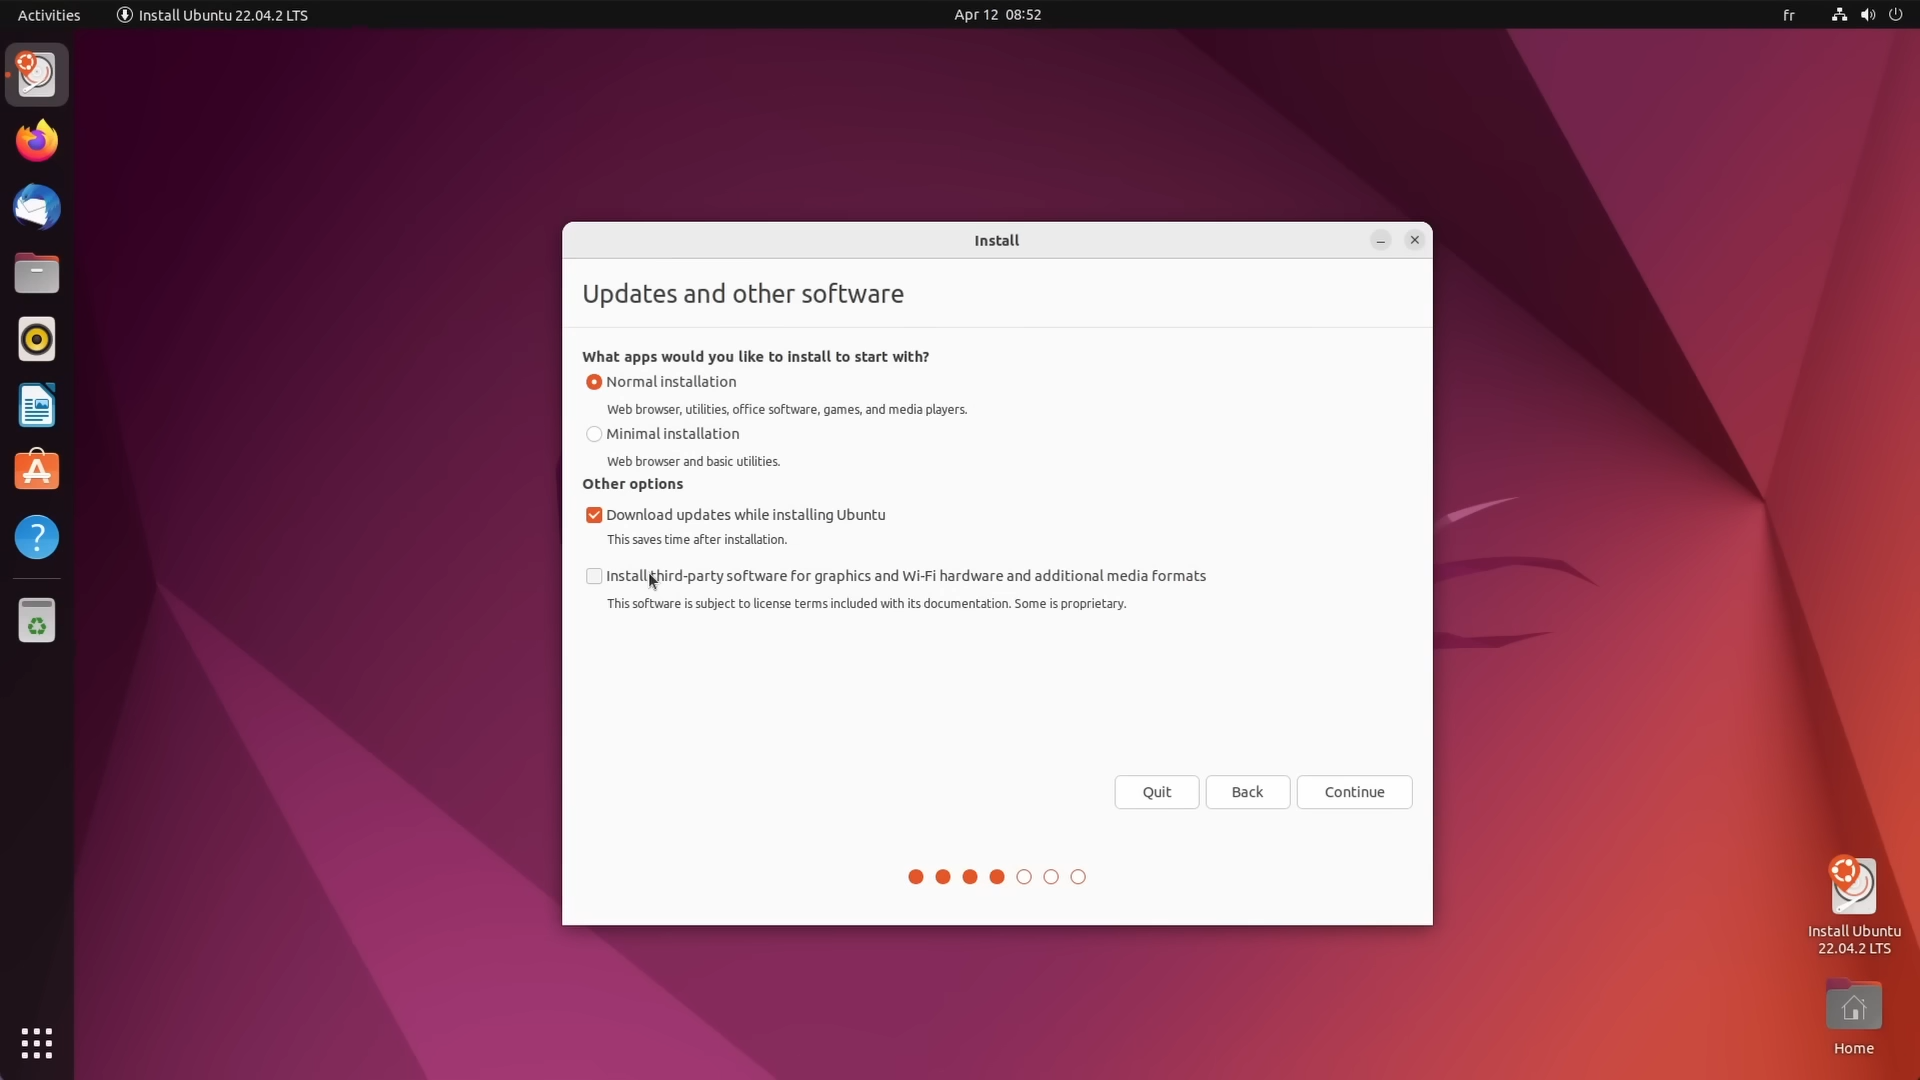 Activities
Install Ubuntu 22.04.2 LTS
Apr 12 08:52
fr
Install
Updates and other software
What apps would you like to install to start with?
Normal installation
Web browser, utilities, office software, games, and media players.
Minimal installation
Web browser and basic utilities.
Other options
Download updates while installing Ubuntu
This saves time after installation.
Install third-party software for graphics and Wi-Fi hardware and additional media formats
This software is subject to license terms included with its documentation. Some is proprietary.
Quit
Back
Continue
Install Ubuntu
22.04.2 LTS
Home